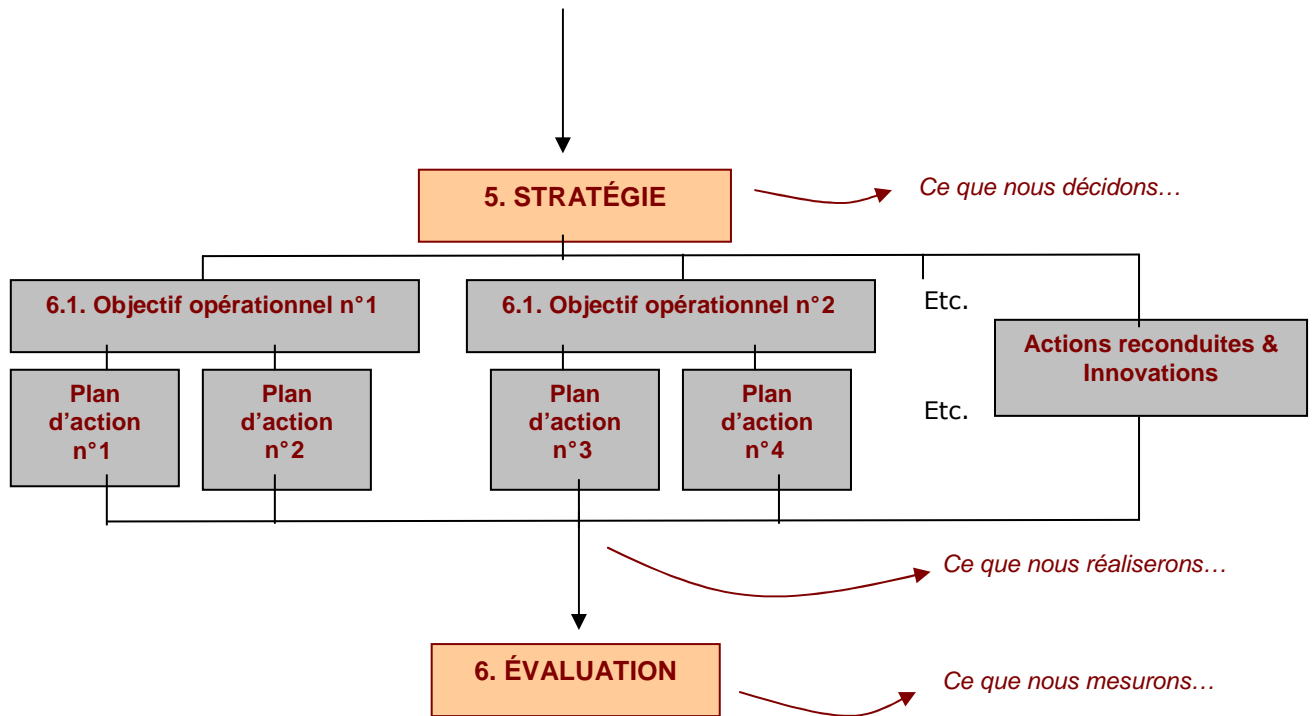 5. STRATÉGIE
Ce que nous décidons…
6.1. Objectif opérationnel n°1
6.1. Objectif opérationnel n°2
Etc.
Actions reconduites &
Innovations
Plan
d’action
n°1
Plan
d’action
n°2
Plan
d’action
n°3
Plan
d’action
n°4
Etc.
Ce que nous réaliserons…
6. ÉVALUATION
Ce que nous mesurons…